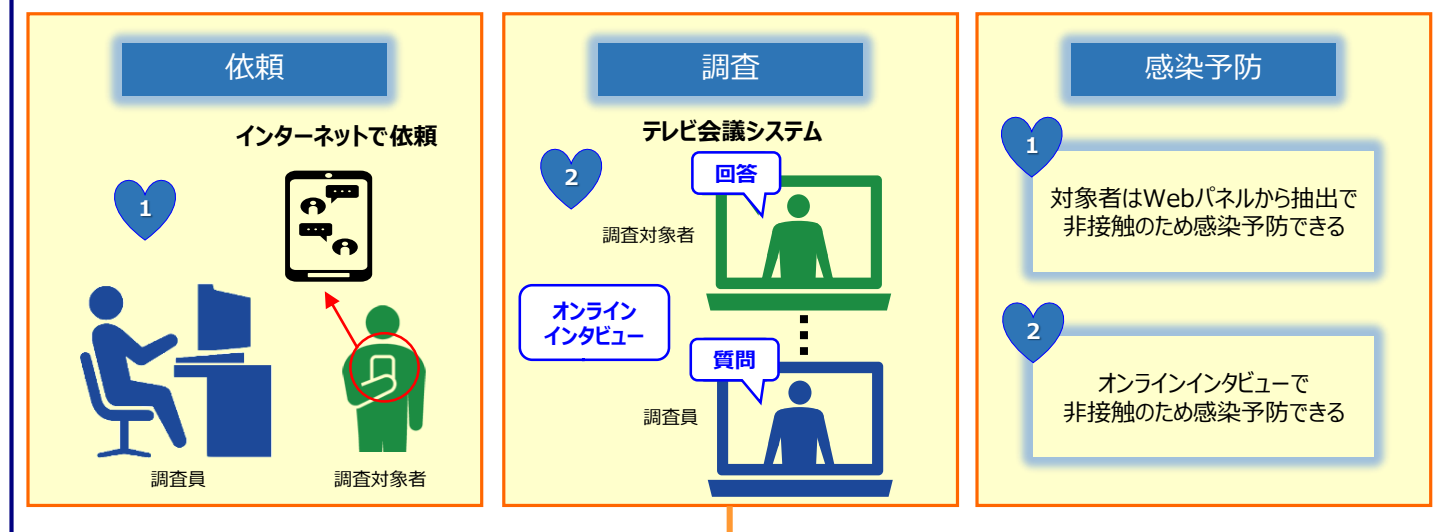 依頼
インターネットで依頼
1
調査員
調査対象者
調査
テレビ会議システム
2
回答
調査対象者
オンライン
インタビュー
質問
調査員
感染予防
1
対象者はWebパネルから抽出で
非接触のため感染予防できる
2
オンラインインタビューで
非接触のため感染予防できる